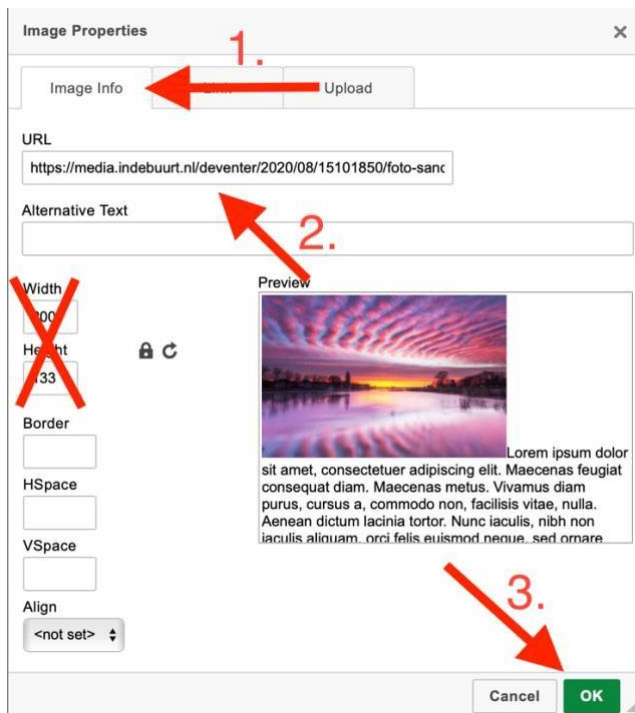 Image Properties
1.
Image Info
Upload
URL
https://media.indebuurt.nl/deventer/2020/08/15101850/foto-sand
Alternative Text
2.
Width
Preview
Height
133
Border
Lorem ipsum dolor
HSpace
sit amet, consectetuer adipiscing elit. Maecenas feugiat
consequat diam. Maecenas metus. Vivamus diam
purus, cursus a, commodo non, facilisis vitae, nulla.
Aenean dictum lacinia tortor. Nunc iaculis, nibh non
iaculis aliquam, orci felis euismod neque, sed ornare
VSpace
Align
<not set>
3.
Cancel
OK